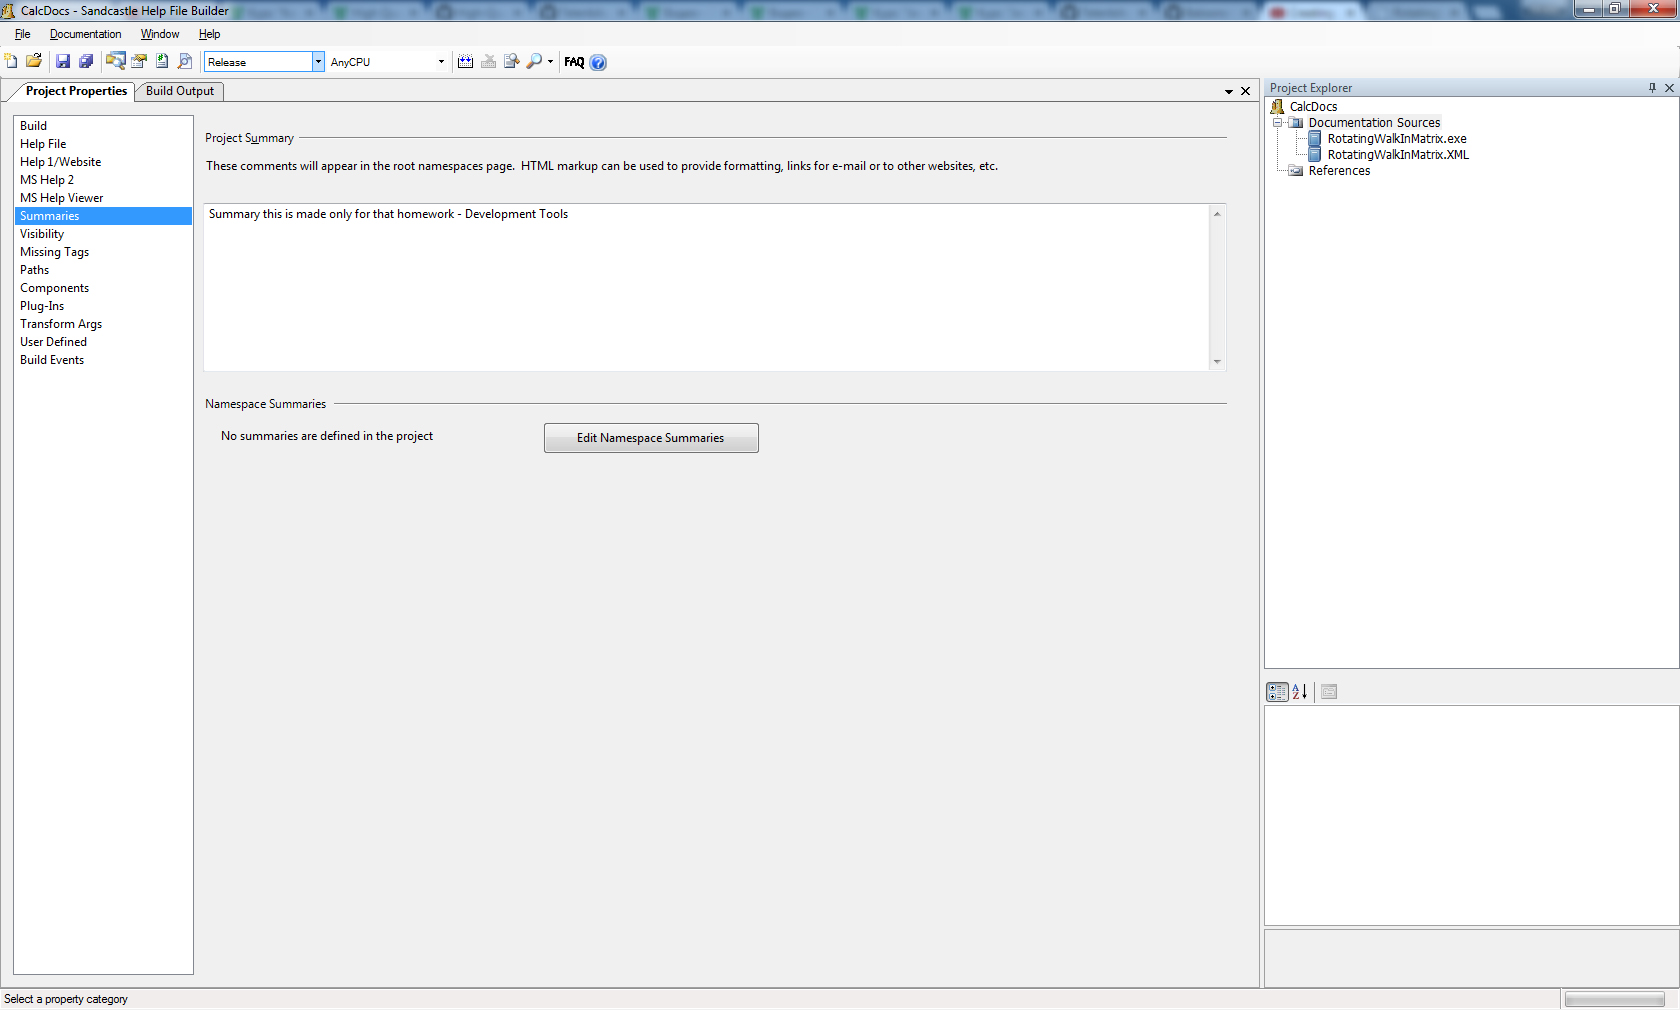 CalcDocs - Sandcastle Help File Builder
File Documentation Window Help
Release AnyCPU FAQ
Project Properties Build Output
Build
Help File
Help 1/Website
MS Help 2
MS Help Viewer
Summaries
Visibility
Missing Tags
Paths
Components
Plug-Ins
Transform Args
User Defined
Build Events
Project Summary
These comments will appear in the root namespaces page.  HTML markup can be used to provide formatting, links for e-mail or to other websites, etc.
Summary this is made only for that homework - Development Tools
Namespace Summaries
No summaries are defined in the project
Edit Namespace Summaries
Project Explorer
CalcDocs
Documentation Sources
RotatingWalkInMatrix.exe
RotatingWalkInMatrix.XML
References
Select a property category